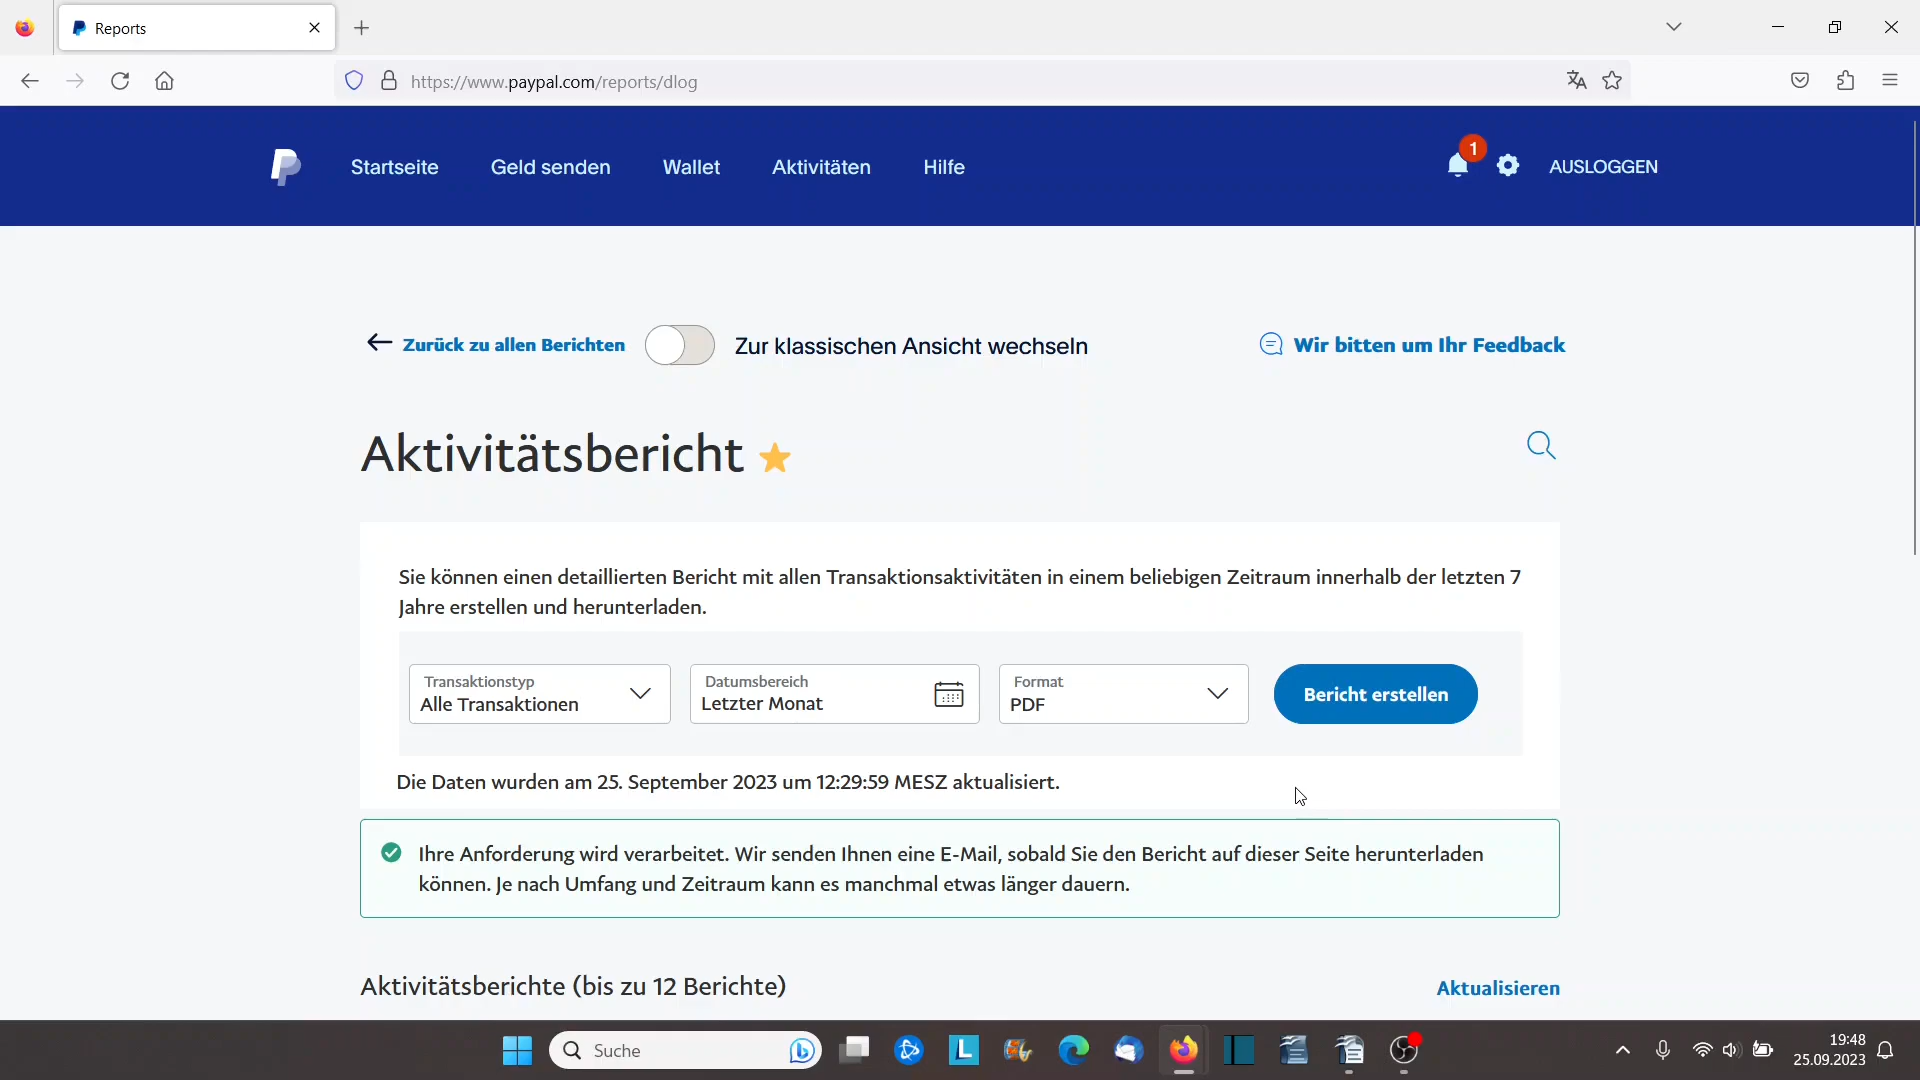 Reports
https://www.paypal.com/reports/dlog
Startseite Geld senden Wallet Aktivitäten Hilfe 1 AUSLOGGEN
Zurück zu allen Berichten Zur klassischen Ansicht wechseln Wir bitten um Ihr Feedback
Aktivitätsbericht
Sie können einen detaillierten Bericht mit allen Transaktionsaktivitäten in einem beliebigen Zeitraum innerhalb der letzten 7
Jahre erstellen und herunterladen.
Transaktionstyp Datumsbereich Format
Alle Transaktionen Letzter Monat PDF Bericht erstellen
Die Daten wurden am 25. September 2023 um 12:29:59 MESZ aktualisiert.
Ihre Anforderung wird verarbeitet. Wir senden Ihnen eine E-Mail, sobald Sie den Bericht auf dieser Seite herunterladen
können. Je nach Umfang und Zeitraum kann es manchmal etwas länger dauern.
Aktivitätsberichte (bis zu 12 Berichte) Aktualisieren
Suche L 19:48
25.09.2023